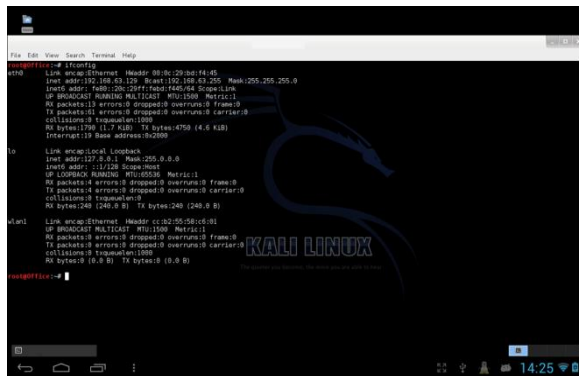 File Edit View Search Terminal Help
root@Office:~# ifconfig
eth0 Link encap:Ethernet HWaddr 00:0c:29:bd:f4:45
inet addr:192.168.63.129 Bcast:192.168.63.255 Mask:255.255.255.0
inet6 addr: fe80::20c:29ff:febd:f445/64 Scope:Link
UP BROADCAST RUNNING MULTICAST MTU:1500 Metric:1
RX packets:13 errors:0 dropped:0 overruns:0 frame:0
TX packets:61 errors:0 dropped:0 overruns:0 carrier:0
collisions:0 txqueuelen:1000
RX bytes:1790 (1.7 KiB) TX bytes:4750 (4.6 KiB)
Interrupt:19 Base address:0x2000
lo Link encap:Local Loopback
inet addr:127.0.0.1 Mask:255.0.0.0
inet6 addr: ::1/128 Scope:Host
UP LOOPBACK RUNNING MTU:65536 Metric:1
RX packets:4 errors:0 dropped:0 overruns:0 frame:0
TX packets:4 errors:0 dropped:0 overruns:0 carrier:0
collisions:0 txqueuelen:0
RX bytes:240 (240.0 B) TX bytes:240 (240.0 B)
wlan1 Link encap:Ethernet HWaddr cc:b2:55:58:c6:01
UP BROADCAST MULTICAST MTU:1500 Metric:1
RX packets:0 errors:0 dropped:0 overruns:0 frame:0
TX packets:0 errors:0 dropped:0 overruns:0 carrier:0
collisions:0 txqueuelen:1000
RX bytes:0 (0.0 B) TX bytes:0 (0.0 B)
KALI LINUX
The quieter you become, the more you are able to hear.
root@Office:~#
14:25